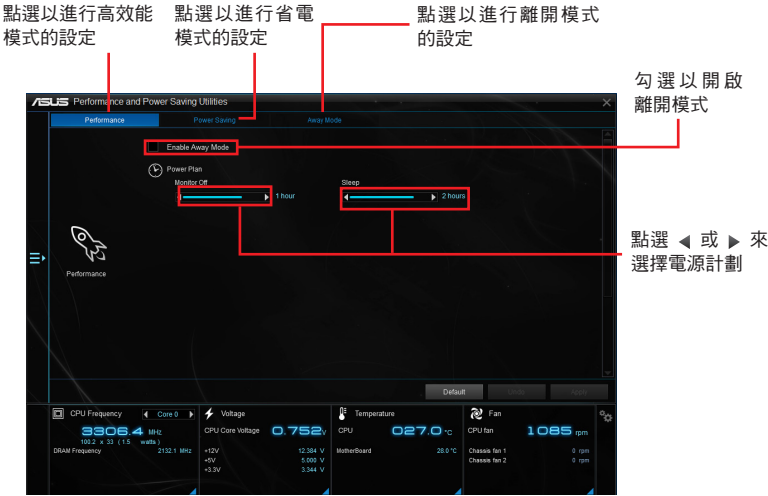 點選以進行高效能
模式的設定
點選以進行省電
模式的設定
點選以進行離開模式
的設定
勾選以開啟
離開模式
ASUS Performance and Power Saving Utilities
Performance
Power Saving
Away Mode
Enable Away Mode
Power Plan
Monitor Off
1 hour
Sleep
2 hours
點選 ◀ 或 ▶ 來
選擇電源計劃
Performance
Default
Undo
Apply
CPU Frequency
Core 0
3306.4 MHz
100.2 x 33 ( 1.5 watts )
DRAM Frequency 2132.1 MHz
Voltage
CPU Core Voltage 0.752v
+12V 12.384 V
+5V 5.000 V
+3.3V 3.344 V
Temperature
CPU 027.0 °C
MotherBoard 28.0 °C
Fan
CPU fan 1085 rpm
Chassis fan 1 0 rpm
Chassis fan 2 0 rpm